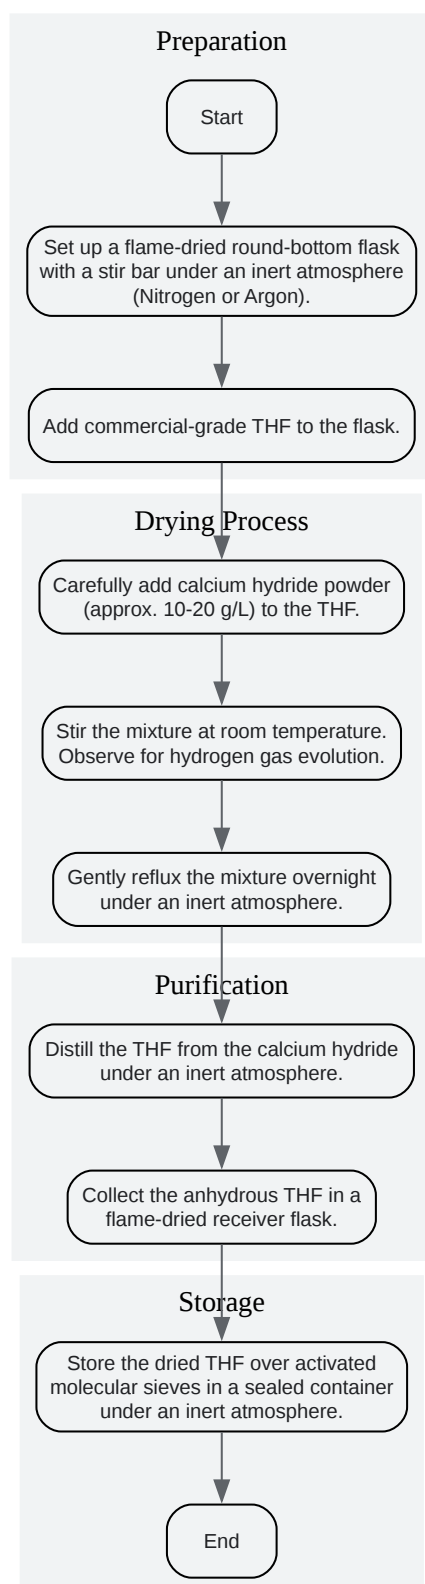 Preparation
Start
Set up a flame-dried round-bottom flask
with a stir bar under an inert atmosphere
(Nitrogen or Argon).
Add commercial-grade THF to the flask.
Drying Process
Carefully add calcium hydride powder
(approx. 10-20 g/L) to the THF.
Stir the mixture at room temperature.
Observe for hydrogen gas evolution.
Gently reflux the mixture overnight
under an inert atmosphere.
Purification
Distill the THF from the calcium hydride
under an inert atmosphere.
Collect the anhydrous THF in a
flame-dried receiver flask.
Storage
Store the dried THF over activated
molecular sieves in a sealed container
under an inert atmosphere.
End